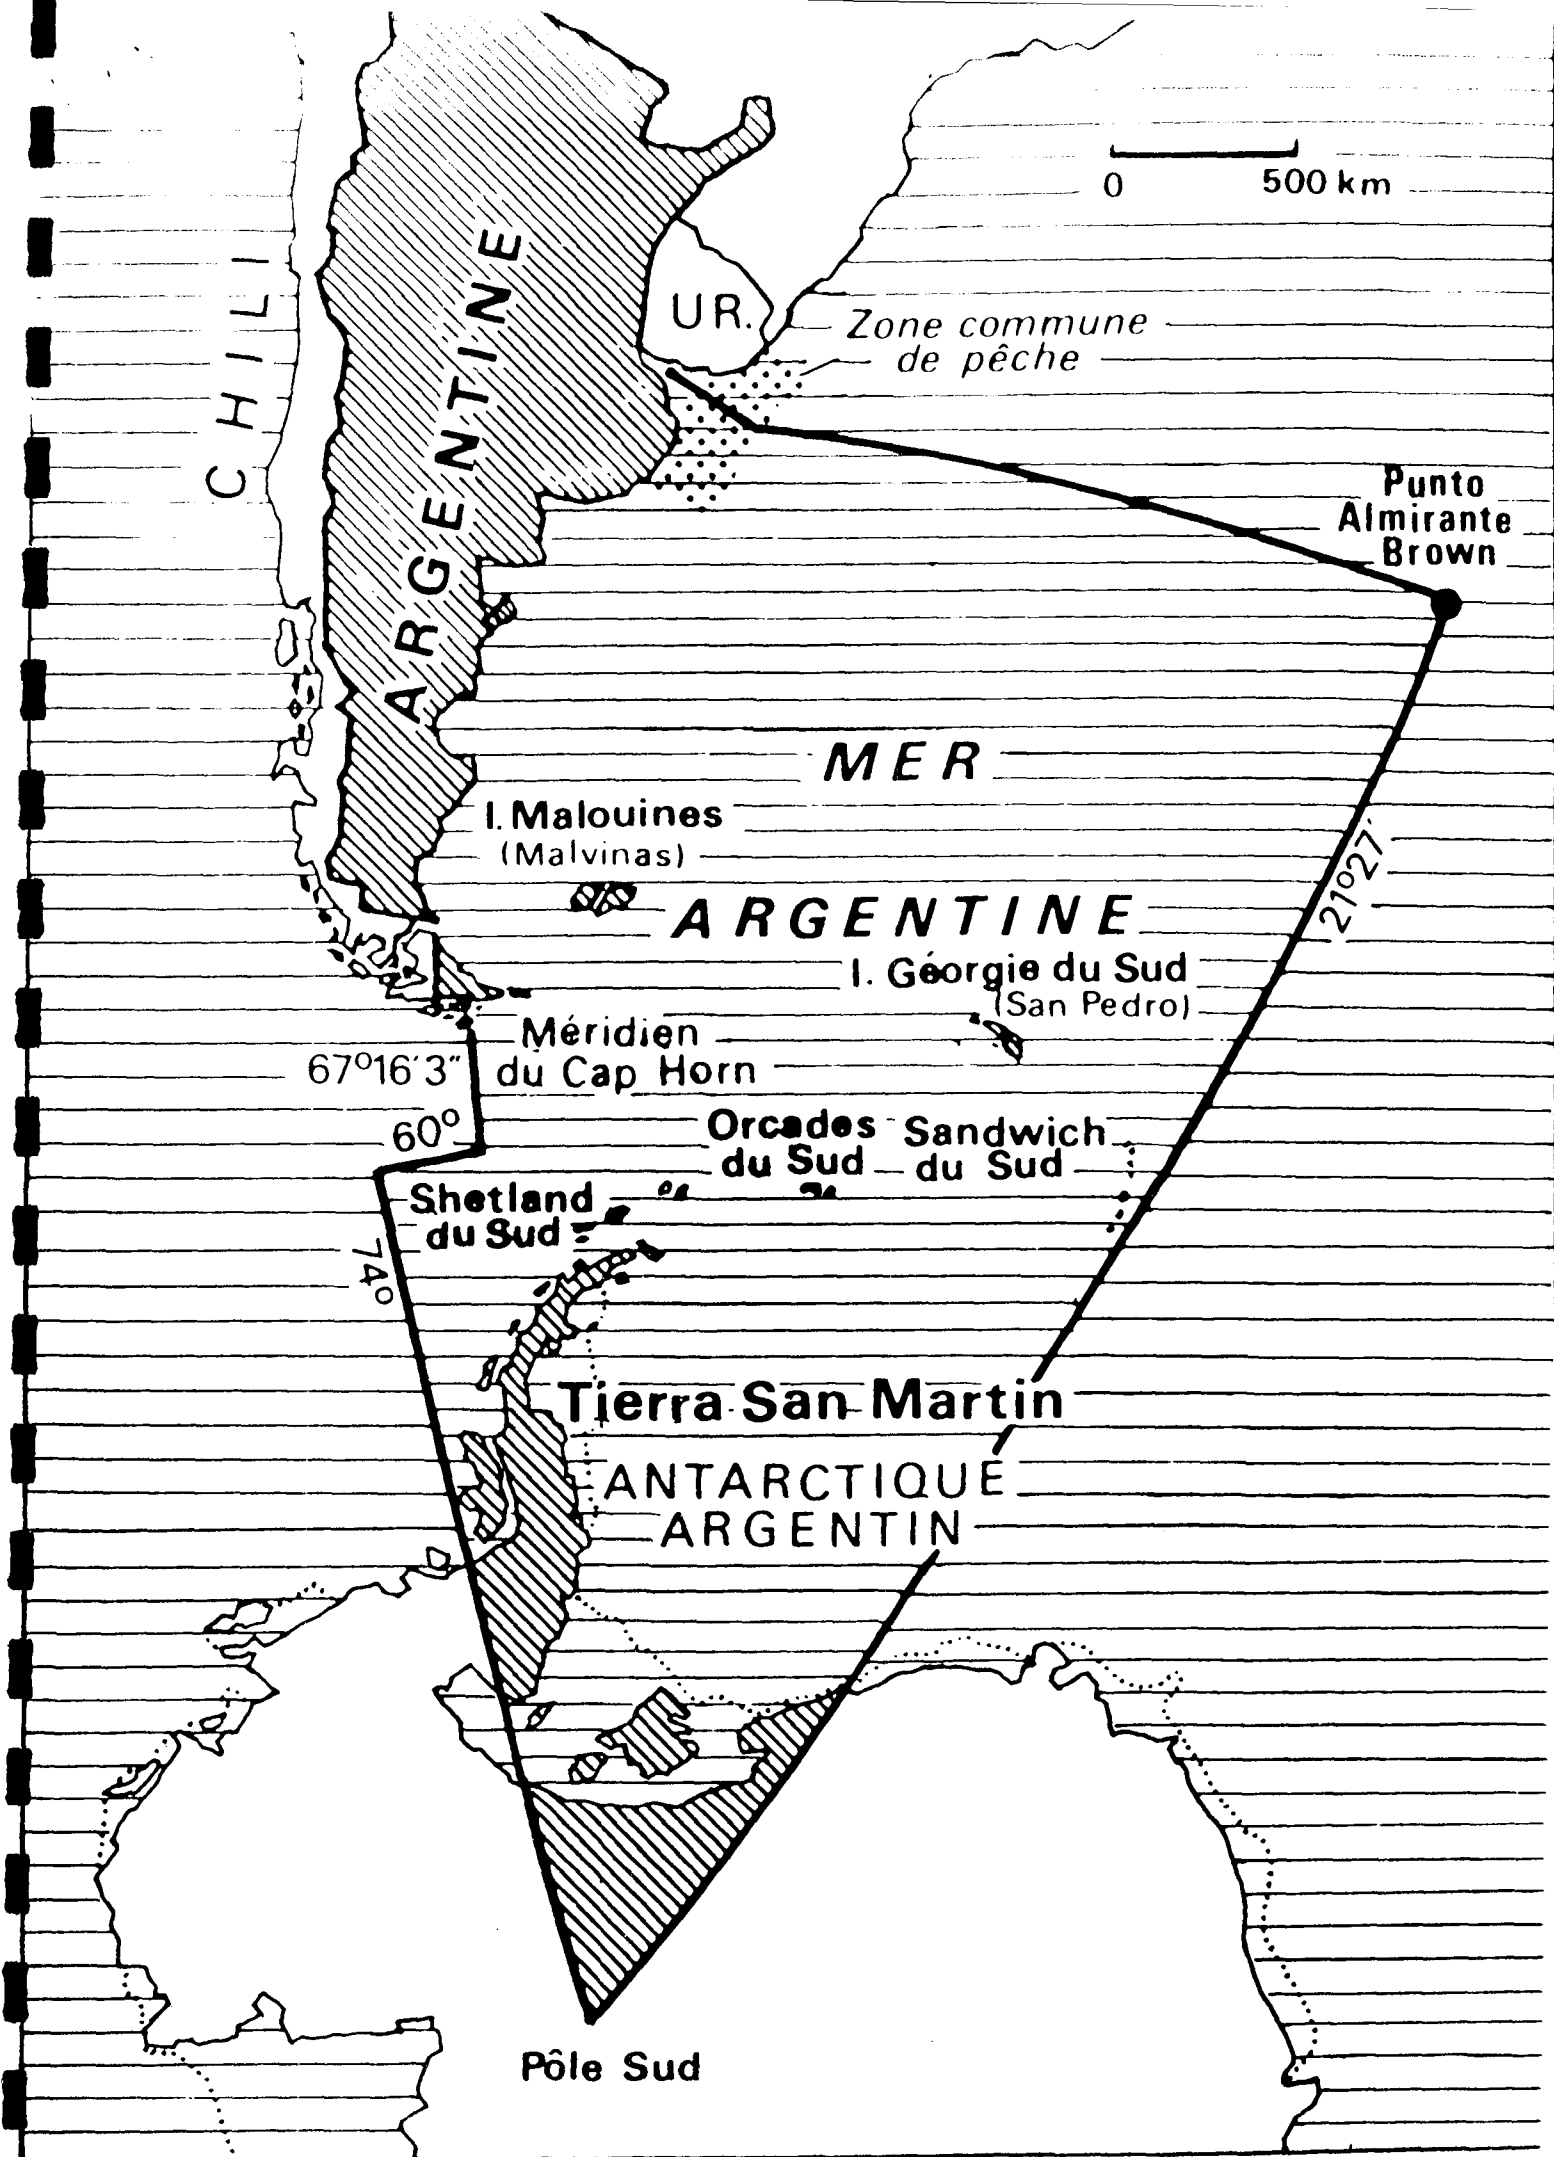 0 500 km
CHILI
ARGENTINE
UR.
Zone commune
de pêche
Punto
Almirante
Brown
MER
ARGENTINE
I. Malouines
(Malvinas)
21°27'
I. Géorgie du Sud
(San Pedro)
Méridien
du Cap Horn
67°16'3"
60°
Orcades
du Sud
Sandwich
du Sud
Shetland
du Sud
74°
Tierra San Martin
ANTARCTIQUE
ARGENTIN
Pôle Sud